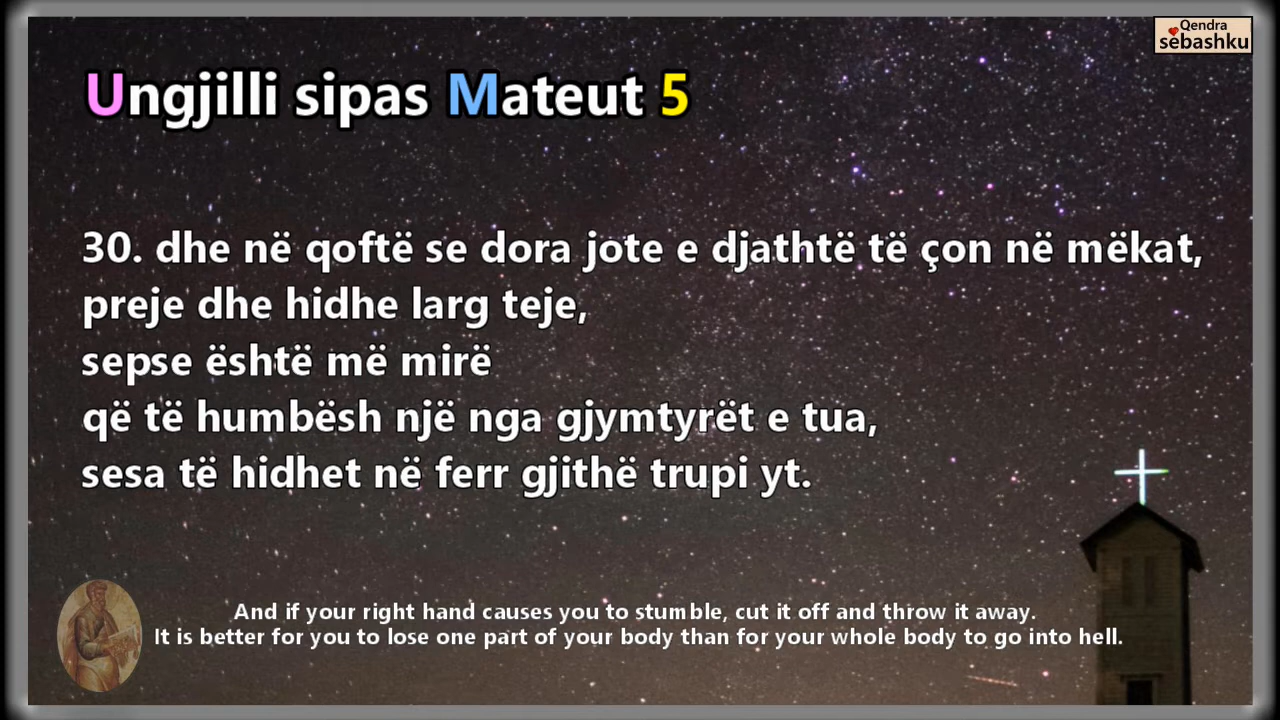 Qendra
sëbashku
Ungjilli sipas Mateut 5
30. dhe në qoftë se dora jote e djathtë të çon në mëkat,
preje dhe hidhe larg teje,
sepse është më mirë
që të humbësh një nga gjymtyrët e tua,
sesa të hidhet në ferr gjithë trupi yt.
And if your right hand causes you to stumble, cut it off and throw it away.
It is better for you to lose one part of your body than for your whole body to go into hell.